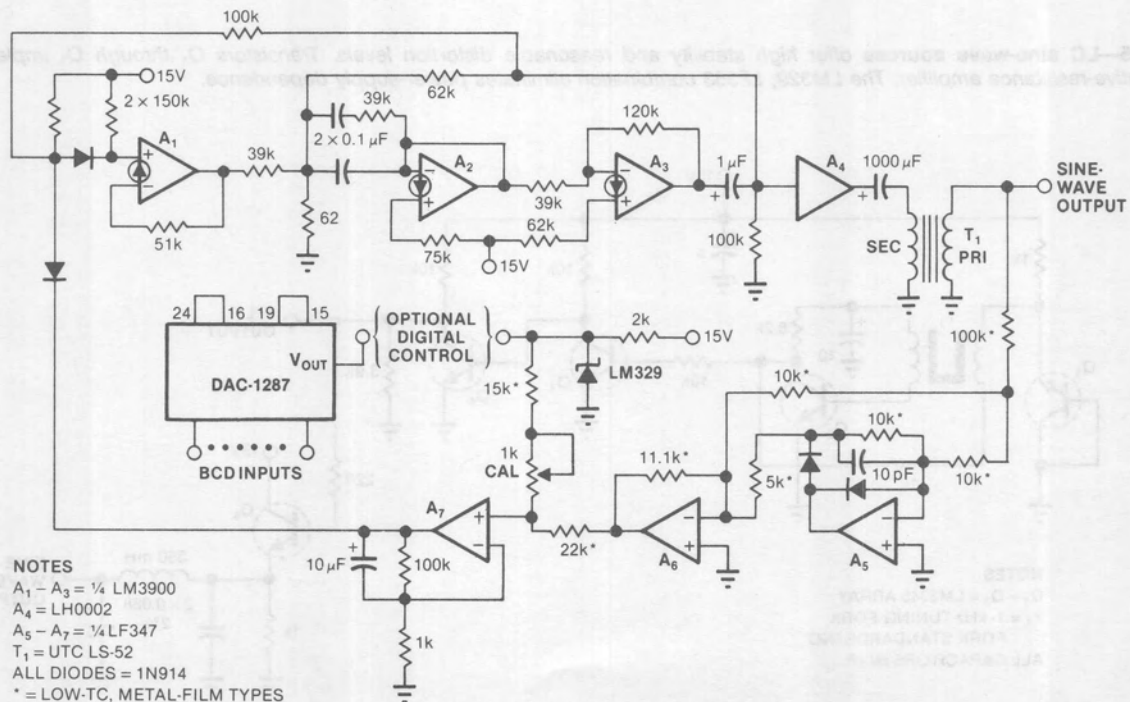 100k
15V
2 × 150k
A₁
51k
39k
62
39k
2 × 0.1 µF
62k
A₂
75k
15V
39k
62k
120k
A₃
1 µF
100k
A₄
1000 µF
SEC
T₁
PRI
SINE-
WAVE
OUTPUT
24 16 19 15
V_OUT
DAC-1287
BCD INPUTS
OPTIONAL
DIGITAL
CONTROL
2k
15V
LM329
15k*
1k
CAL
100k*
10k*
10k*
10 pF
10k*
5k*
11.1k*
22k*
A₅
A₆
A₇
10 µF
100k
1k
NOTES
A₁ – A₃ = ¼ LM3900
A₄ = LH0002
A₅ – A₇ = ¼ LF347
T₁ = UTC LS-52
ALL DIODES = 1N914
* = LOW-TC, METAL-FILM TYPES